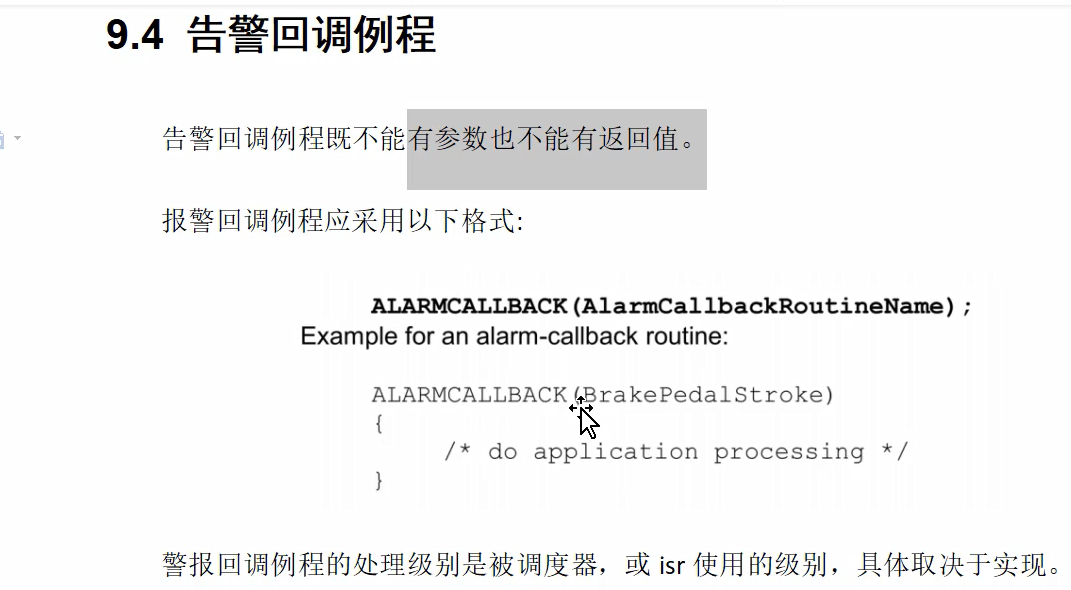 9.4 告警回调例程
告警回调例程既不能有参数也不能有返回值。
报警回调例程应采用以下格式:
ALARMCALLBACK(AlarmCallbackRoutineName);
Example for an alarm-callback routine:
ALARMCALLBACK(BrakePedalStroke)
{
/* do application processing */
}
警报回调例程的处理级别是被调度器，或 isr 使用的级别，具体取决于实现。